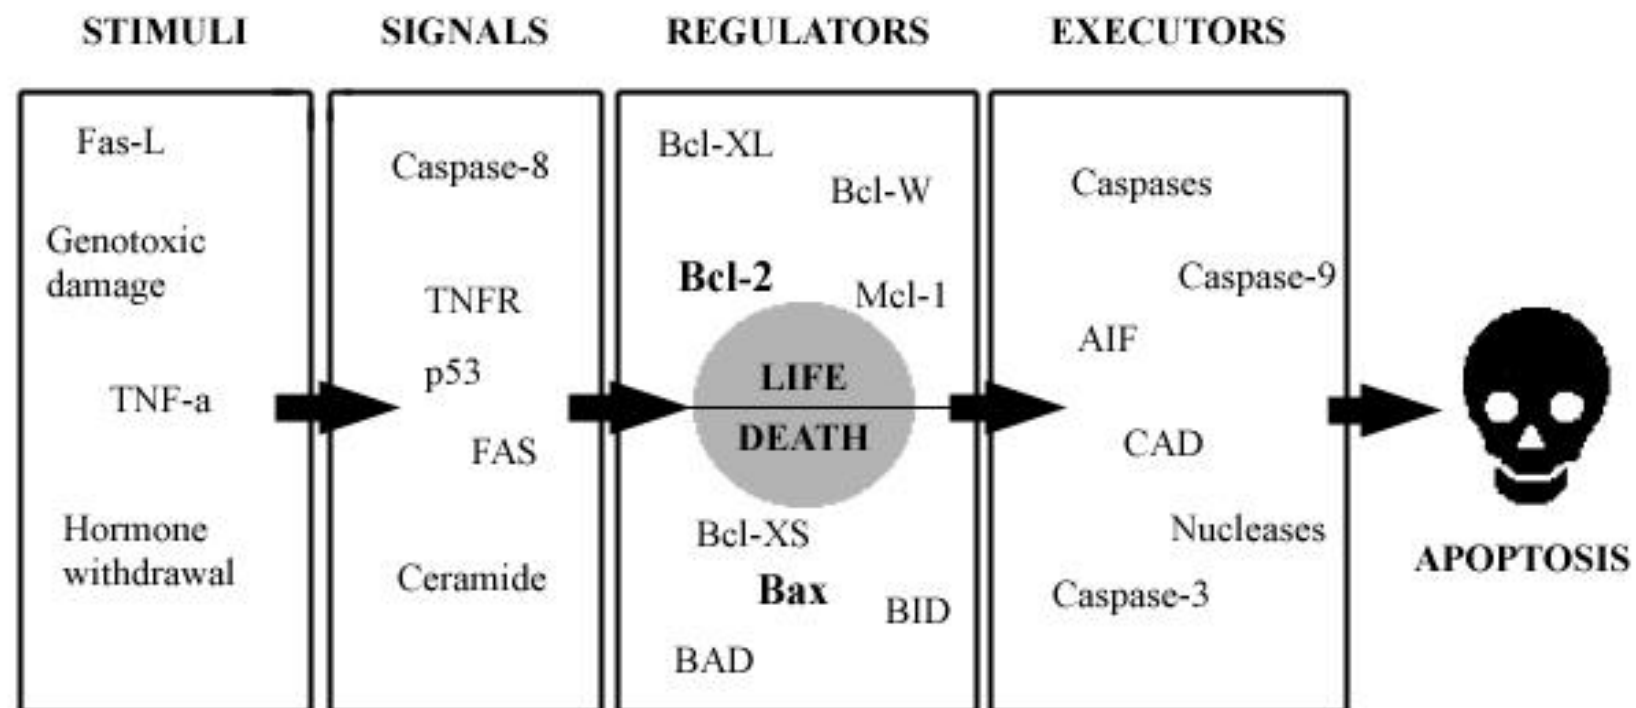 STIMULI
SIGNALS
REGULATORS
EXECUTORS
Fas-L
Genotoxic
damage
TNF-a
Hormone
withdrawal
Caspase-8
TNFR
p53
FAS
Ceramide
Bcl-XL
Bcl-W
Bcl-2
Mcl-1
LIFE
DEATH
Bcl-XS
Bax
BID
BAD
Caspases
Caspase-9
AIF
CAD
Nucleases
Caspase-3
APOPTOSIS